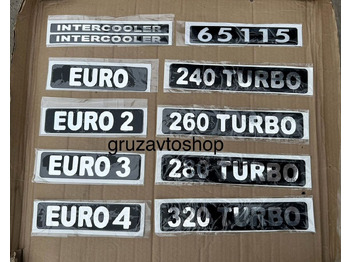 INTERCOOLER
INTERCOOLER
65115
EURO
240 TURBO
EURO 2
260 TURBO
gruzavtoshop
EURO 3
280 TURBO
EURO 4
320 TURBO